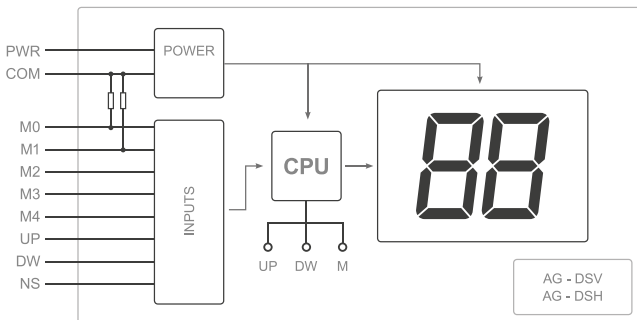 PWR
COM
POWER
M0
M1
M2
M3
M4
UP
DW
NS
INPUTS
CPU
UP DW M
88
AG - DSV
AG - DSH